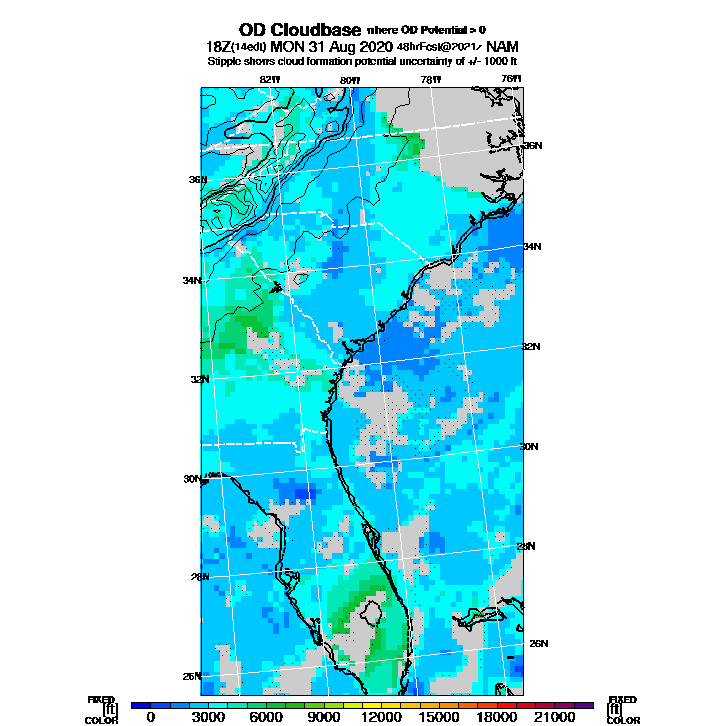 OD Cloudbase where OD Potential > 0
18Z(14edt) MON 31 Aug 2020 48hrFcst@2021z NAM
Stipple shows cloud formation potential uncertainty of +/- 1000 ft
82W 80W 78W 76W
36N 36N
34N 34N
32N 32N
30N 30N
28N 28N
26N 26N
FIXED FIXED
[ft] 0 3000 6000 9000 12000 15000 18000 21000 [ft]
COLOR COLOR